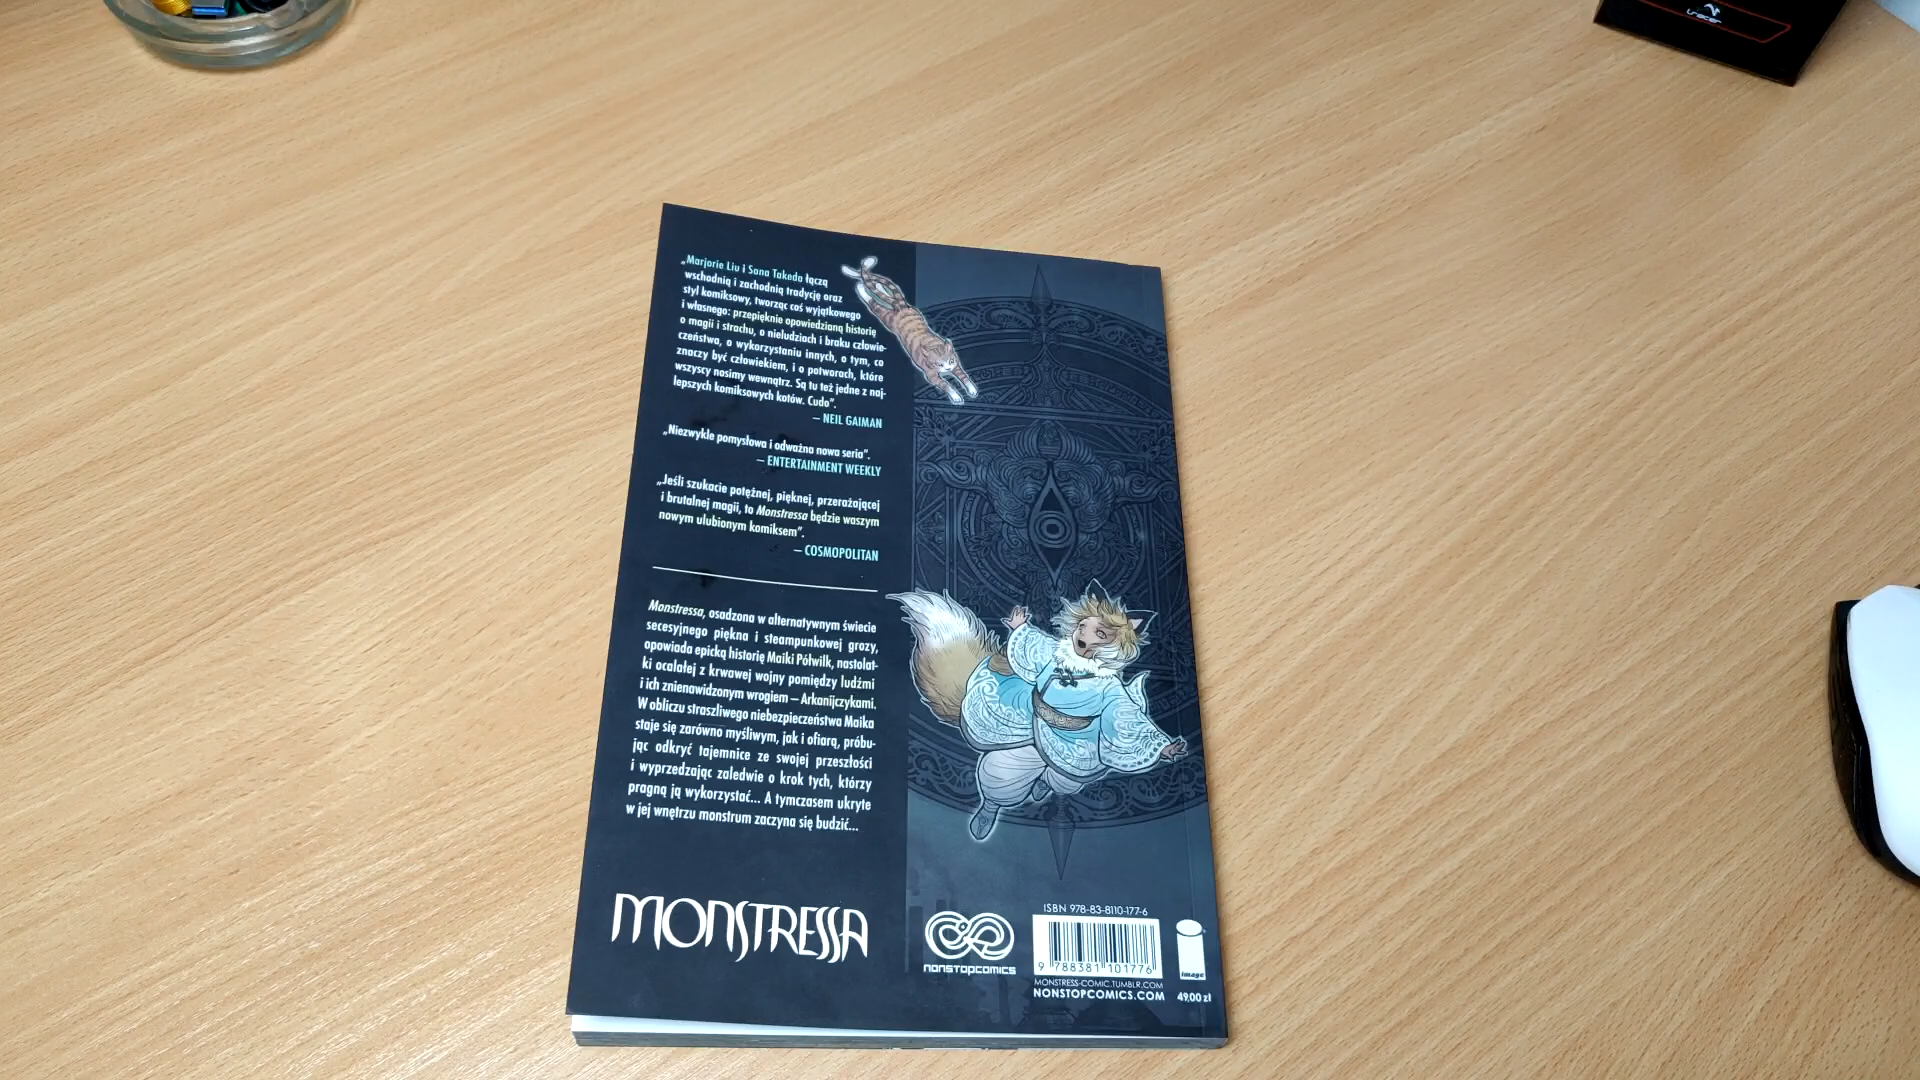 „Marjorie Liu i Sana Takeda łączą
wschodnią i zachodnią tradycję oraz
styl komiksowy, tworząc coś wyjątkowego
i własnego: przepięknie opowiedzianą historię
o magii i strachu, o nieludziach i braku człowie-
czeństwa, o wykorzystaniu innych, o tym, co
znaczy być człowiekiem, i o potworach, które
wszyscy nosimy wewnątrz. Są tu też jedne z naj-
lepszych komiksowych kotów. Cudo”.
– NEIL GAIMAN
„Niezwykle pomysłowa i odważna nowa seria”.
– ENTERTAINMENT WEEKLY
„Jeśli szukacie potężnej, pięknej, przerażającej
i brutalnej magii, to Monstressa będzie waszym
nowym ulubionym komiksem”.
– COSMOPOLITAN
Monstressa, osadzona w alternatywnym świecie
secesyjnego piękna i steampunkowej grozy,
opowiada epicką historię Maiki Półwilk, nastolat-
ki ocalałej z krwawej wojny pomiędzy ludźmi
i ich znienawidzonym wrogiem – Arkanijczykami.
W obliczu straszliwego niebezpieczeństwa Maika
staje się zarówno myśliwym, jak i ofiarą, próbu-
jąc odkryć tajemnice ze swojej przeszłości
i wyprzedzając zaledwie o krok tych, którzy
pragną ją wykorzystać... A tymczasem ukryte
w jej wnętrzu monstrum zaczyna się budzić...
MONSTRESSA
nonstopcomics
ISBN 978-83-8110-177-6
9 788381 101776
MONSTRESS-COMIC.TUMBLR.COM
NONSTOPCOMICS.COM
image
49,00 zł